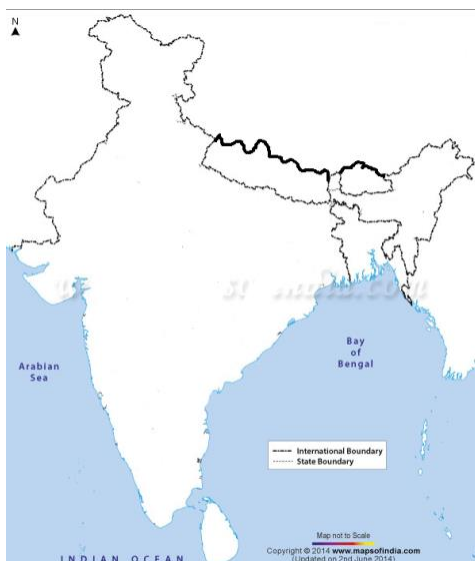 N
Arabian
Sea
Bay
of
Bengal
International Boundary
State Boundary
Map not to Scale
Copyright © 2014 www.mapsofindia.com
(Updated on 2nd June 2014)
INDIAN OCEAN